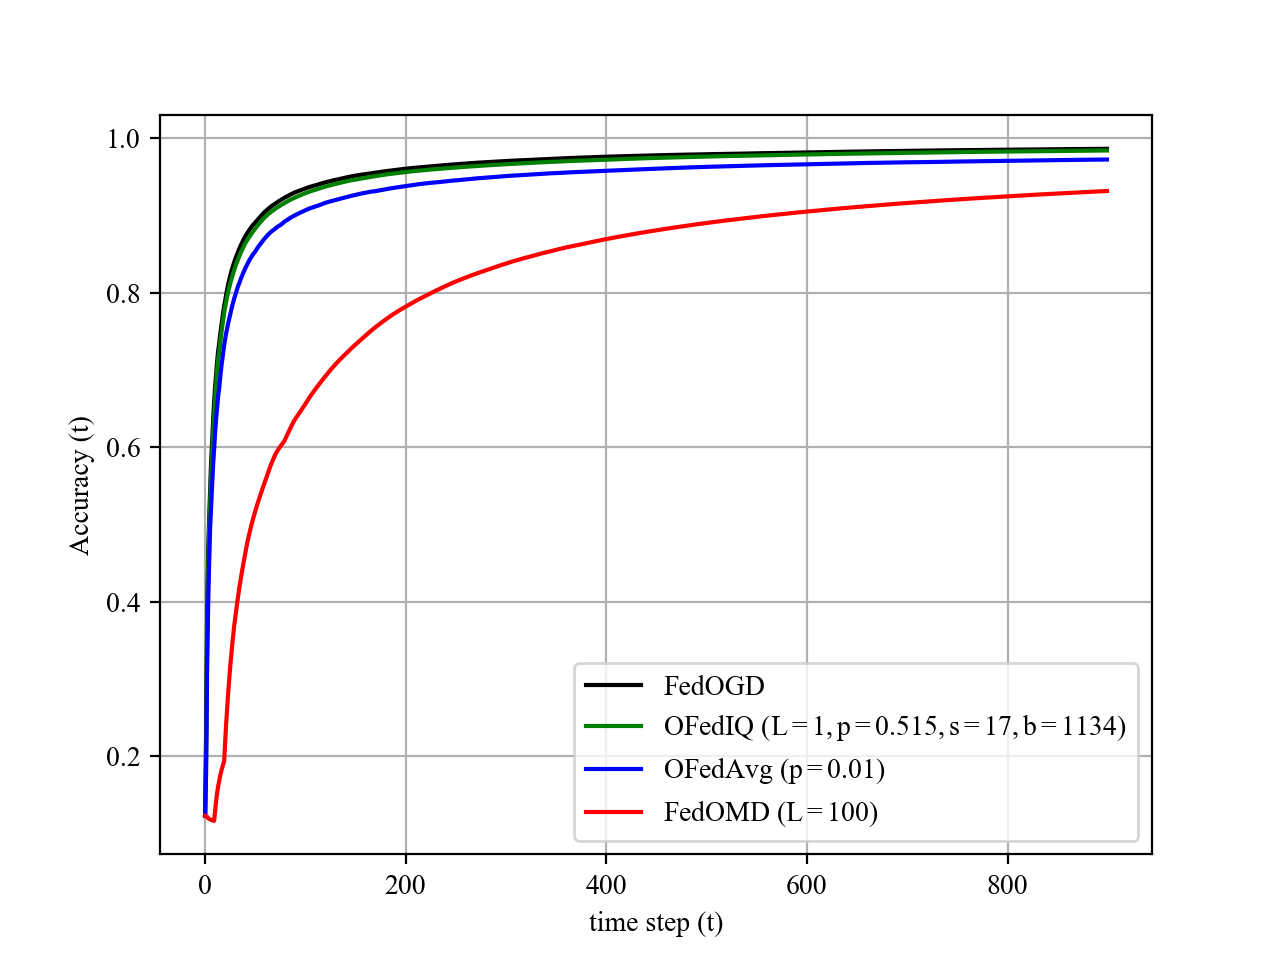 1.0
0.8
0.6
0.4
0.2
Accuracy (t)
FedOGD
OFedIQ (L = 1, p = 0.515, s = 17, b = 1134)
OFedAvg (p = 0.01)
FedOMD (L = 100)
0 200 400 600 800
time step (t)